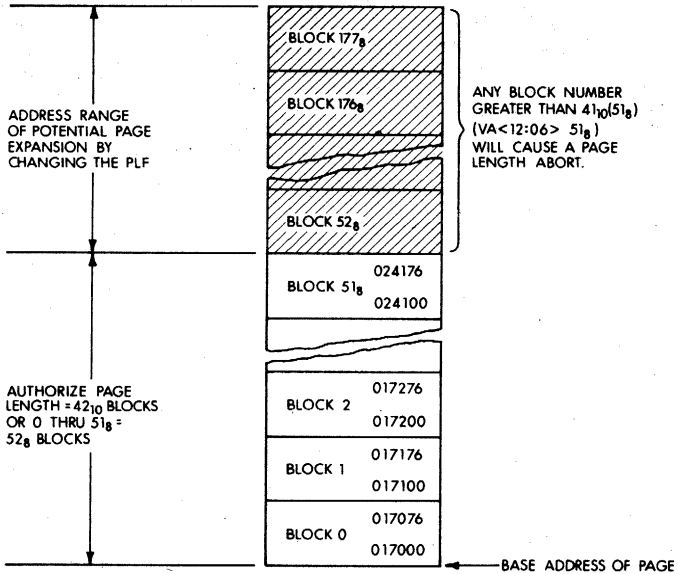 BLOCK 177₈
BLOCK 176₈
ADDRESS RANGE
OF POTENTIAL PAGE
EXPANSION BY
CHANGING THE PLF
ANY BLOCK NUMBER
GREATER THAN 41₁₀(51₈)
(VA<12:06> 51₈)
WILL CAUSE A PAGE
LENGTH ABORT.
BLOCK 52₈
BLOCK 51₈
024176
024100
AUTHORIZE PAGE
LENGTH = 42₁₀ BLOCKS
OR 0 THRU 51₈ =
52₈ BLOCKS
BLOCK 2
017276
017200
BLOCK 1
017176
017100
BLOCK 0
017076
017000
BASE ADDRESS OF PAGE